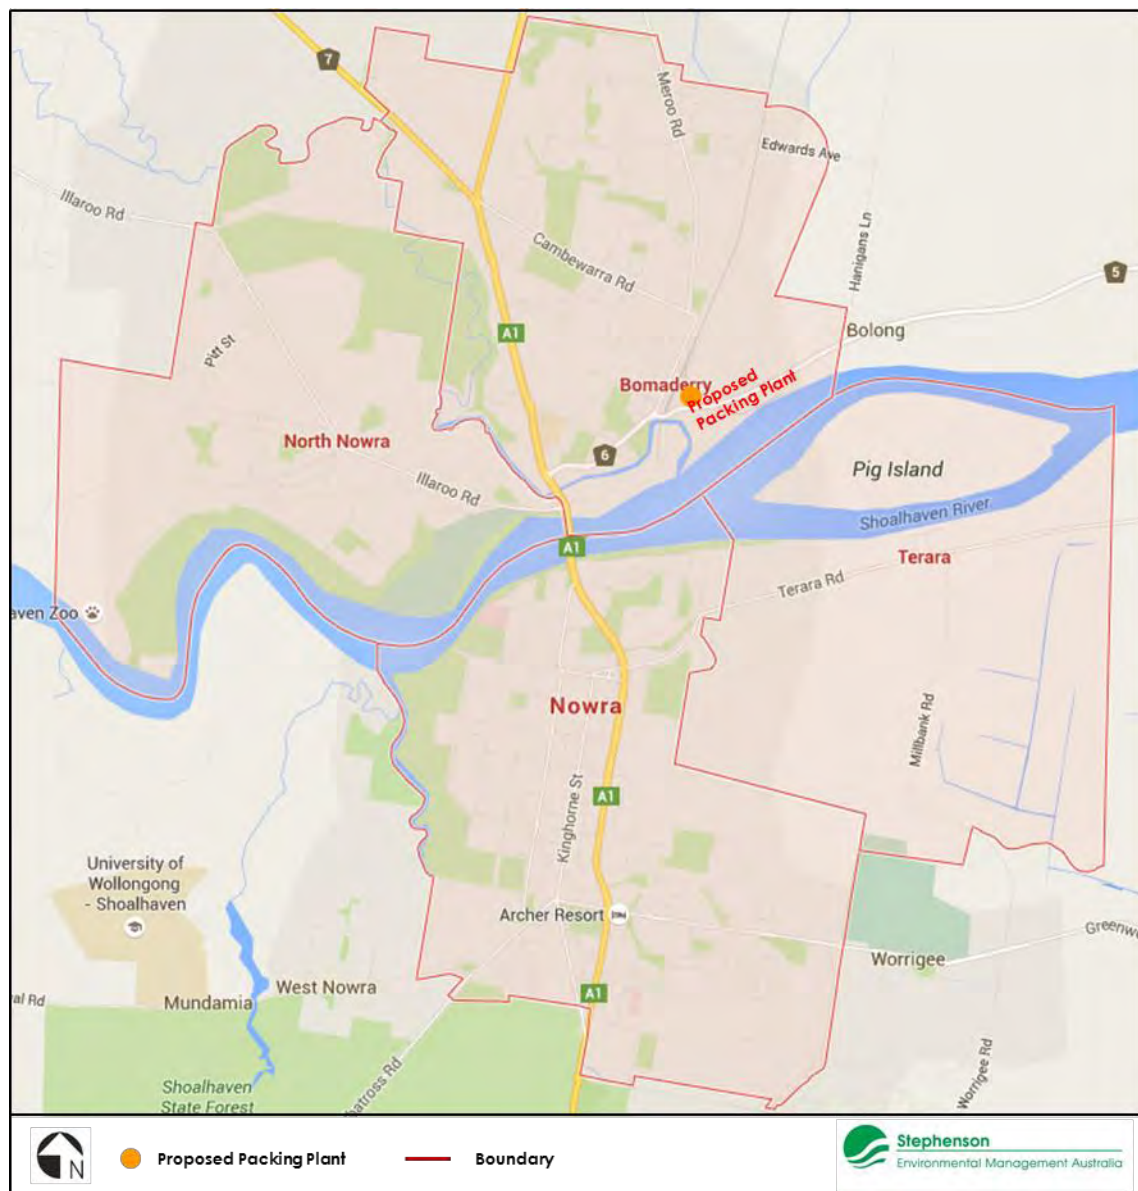 7
Meroo Rd
Edwards Ave
Illaroo Rd
Cambewarra Rd
Hanigans Ln
5
A1
Bolong
Pitt St
Bomaderry
Proposed
Packing Plant
North Nowra
6
Illaroo Rd
Pig Island
Shoalhaven River
A1
Terara
Terara Rd
aven Zoo
Nowra
Millbank Rd
A1
Kinghorne St
University of
Wollongong
- Shoalhaven
Archer Resort
Greenw
Worrigee
West Nowra
Mundamia
A1
al Rd
Worrigee Rd
batross Rd
Shoalhaven
State Forest
N
Proposed Packing Plant
Boundary
Stephenson
Environmental Management Australia